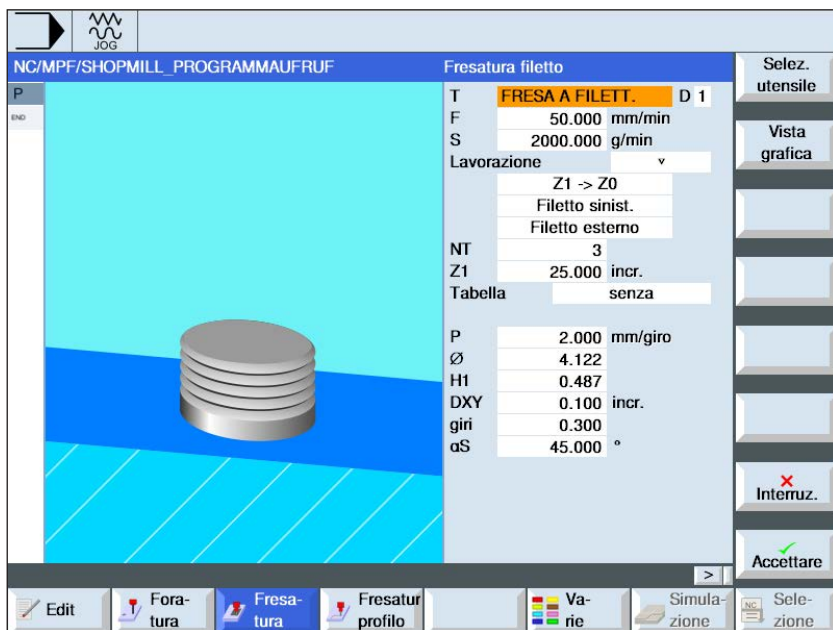 JOG
NC/MPF/SHOPMILL_PROGRAMMAUFRUF
Fresatura filetto
P
END
T FRESA A FILETT. D 1
F 50.000 mm/min
S 2000.000 g/min
Lavorazione v
Z1 -> Z0
Filetto sinist.
Filetto esterno
NT 3
Z1 25.000 incr.
Tabella senza
P 2.000 mm/giro
Ø 4.122
H1 0.487
DXY 0.100 incr.
giri 0.300
αS 45.000 °
Selez.
utensile
Vista
grafica
Interruz.
Accettare
>
Edit
Fora-
tura
Fresa-
tura
Fresatur
profilo
Va-
rie
Simula-
zione
NC
Sele-
zione